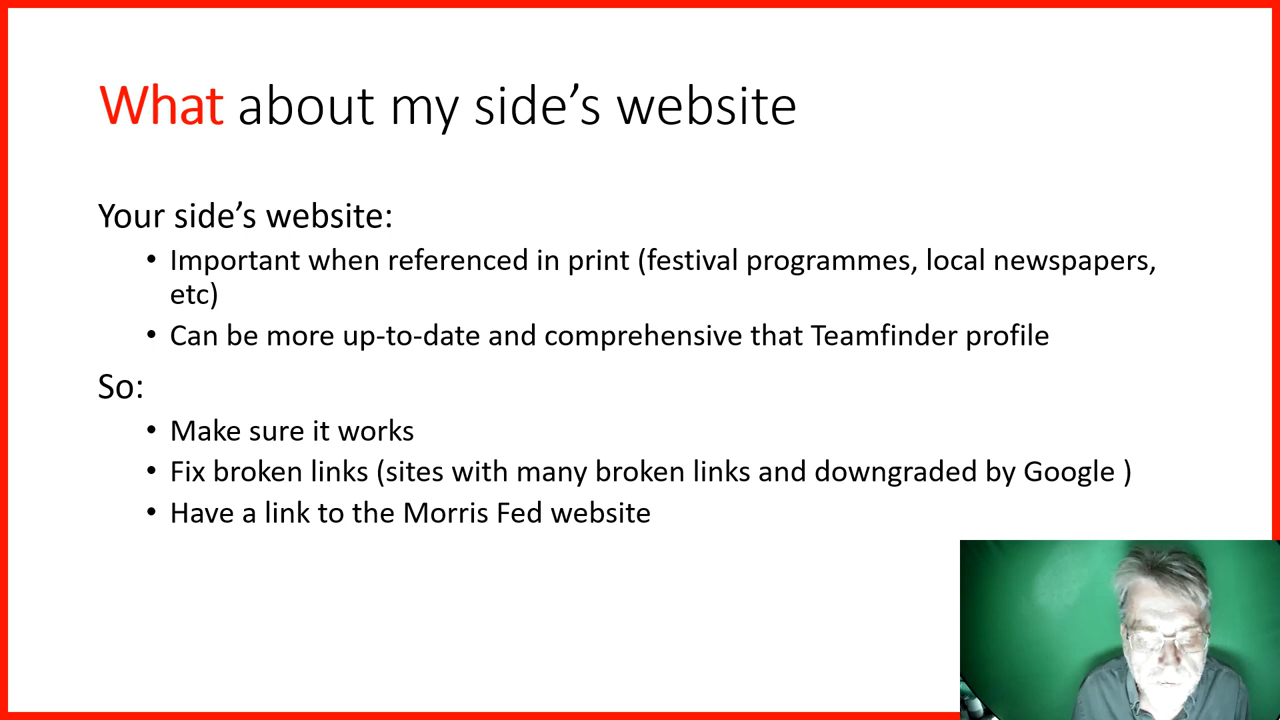 What about my side’s website
Your side’s website:
• Important when referenced in print (festival programmes, local newspapers,
etc)
• Can be more up-to-date and comprehensive that Teamfinder profile
So:
• Make sure it works
• Fix broken links (sites with many broken links and downgraded by Google )
• Have a link to the Morris Fed website